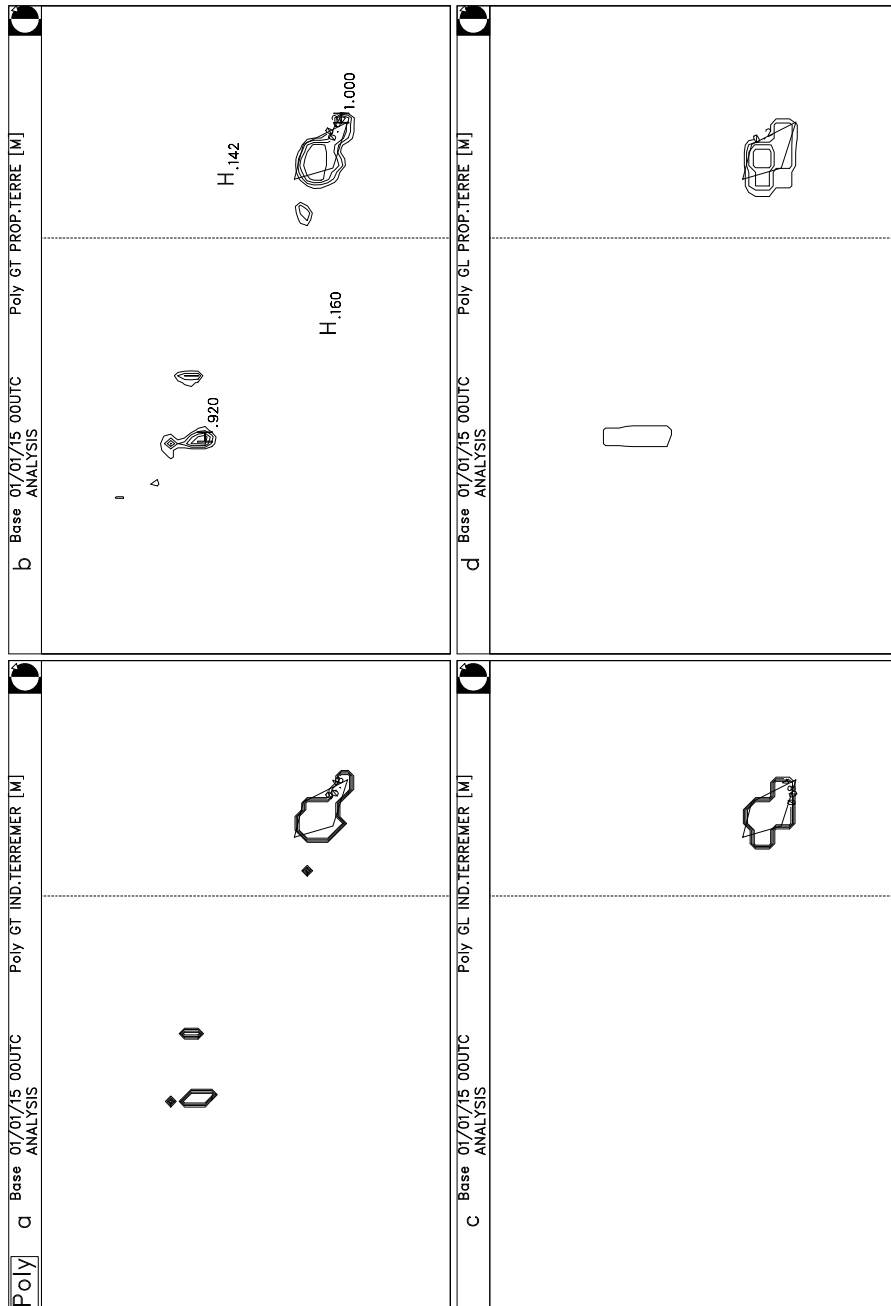 Poly
a
Base 01/01/15 00UTC Poly GT IND.TERREMER [M]
ANALYSIS
b
Base 01/01/15 00UTC Poly GT PROP.TERRE [M]
ANALYSIS
.920
H.142
H.160
1.000
c
Base 01/01/15 00UTC Poly GL IND.TERREMER [M]
ANALYSIS
d
Base 01/01/15 00UTC Poly GL PROP.TERRE [M]
ANALYSIS